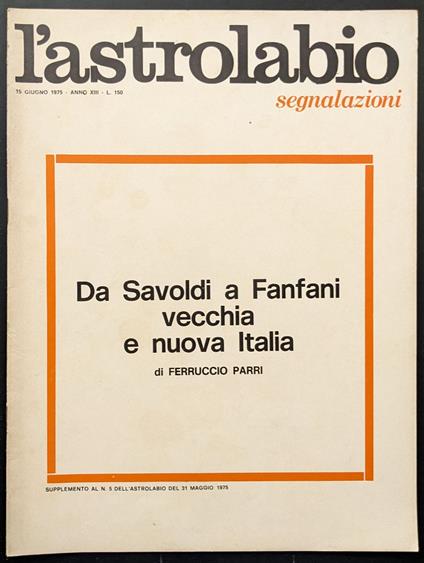 l'astrolabio
15 GIUGNO 1975 - ANNO XIII - L. 150
segnalazioni
Da Savoldi a Fanfani
vecchia
e nuova Italia
di FERRUCCIO PARRI
SUPPLEMENTO AL N. 5 DELL'ASTROLABIO DEL 31 MAGGIO 1975